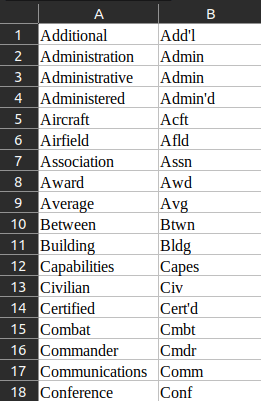 A B
1 Additional Add'l
2 Administration Admin
3 Administrative Admin
4 Administered Admin'd
5 Aircraft Acft
6 Airfield Afld
7 Association Assn
8 Award Awd
9 Average Avg
10 Between Btwn
11 Building Bldg
12 Capabilities Capes
13 Civilian Civ
14 Certified Cert'd
15 Combat Cmbt
16 Commander Cmdr
17 Communications Comm
18 Conference Conf